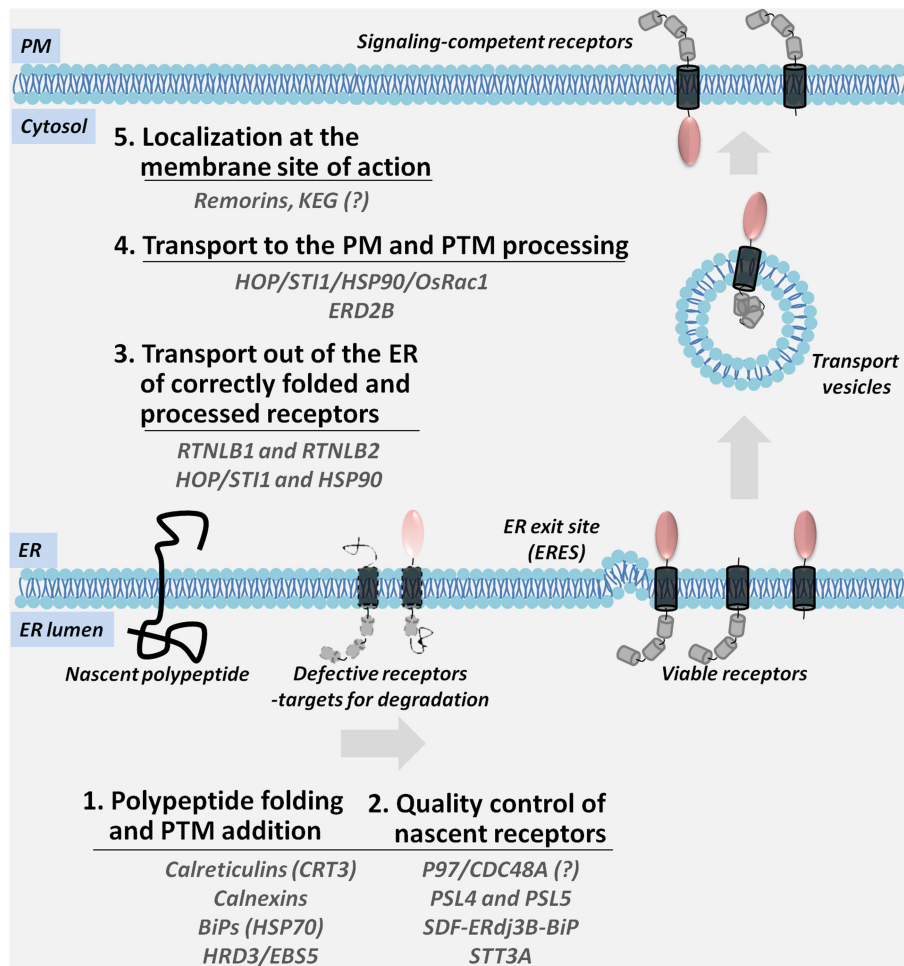 PM
Signaling-competent receptors
Cytosol
5. Localization at the
membrane site of action
Remorins, KEG (?)
4. Transport to the PM and PTM processing
HOP/STI1/HSP90/OsRac1
ERD2B
3. Transport out of the ER
of correctly folded and
processed receptors
RTNLB1 and RTNLB2
HOP/STI1 and HSP90
Transport
vesicles
ER
ER exit site
(ERES)
ER lumen
Nascent polypeptide
Defective receptors
-targets for degradation
Viable receptors
1. Polypeptide folding
and PTM addition
Calreticulins (CRT3)
Calnexins
BiPs (HSP70)
HRD3/EBS5
2. Quality control of
nascent receptors
P97/CDC48A (?)
PSL4 and PSL5
SDF-ERdj3B-BiP
STT3A